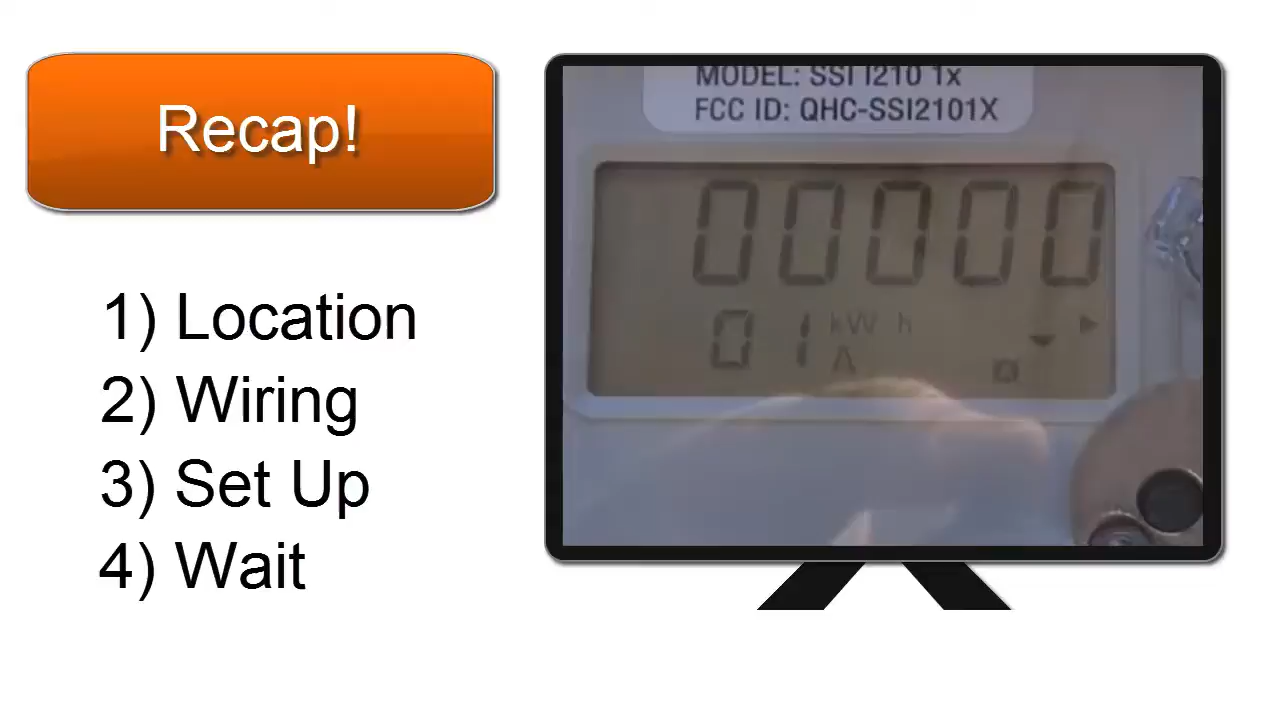 Recap!
1) Location
2) Wiring
3) Set Up
4) Wait
MODEL: SSI I210 1x
FCC ID: QHC-SSI2101X
00000
01 kW h